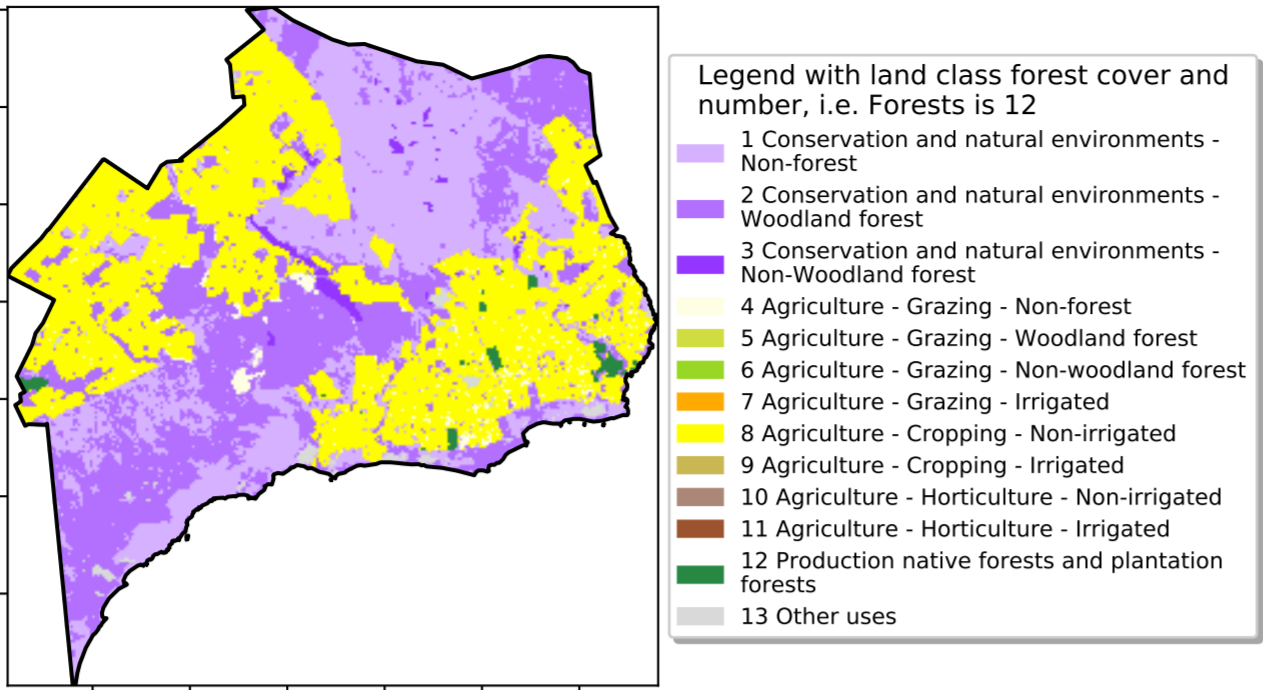 Legend with land class forest cover and
number, i.e. Forests is 12
1 Conservation and natural environments -
Non-forest
2 Conservation and natural environments -
Woodland forest
3 Conservation and natural environments -
Non-Woodland forest
4 Agriculture - Grazing - Non-forest
5 Agriculture - Grazing - Woodland forest
6 Agriculture - Grazing - Non-woodland forest
7 Agriculture - Grazing - Irrigated
8 Agriculture - Cropping - Non-irrigated
9 Agriculture - Cropping - Irrigated
10 Agriculture - Horticulture - Non-irrigated
11 Agriculture - Horticulture - Irrigated
12 Production native forests and plantation
forests
13 Other uses